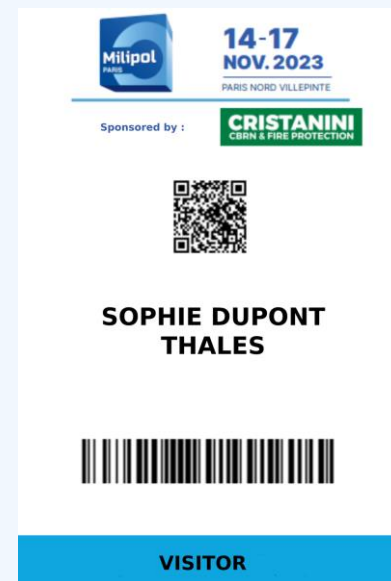 Milipol
PARIS
14-17
NOV. 2023
PARIS NORD VILLEPINTE
Sponsored by :
CRISTANINI
CBRN & FIRE PROTECTION
SOPHIE DUPONT
THALES
VISITOR